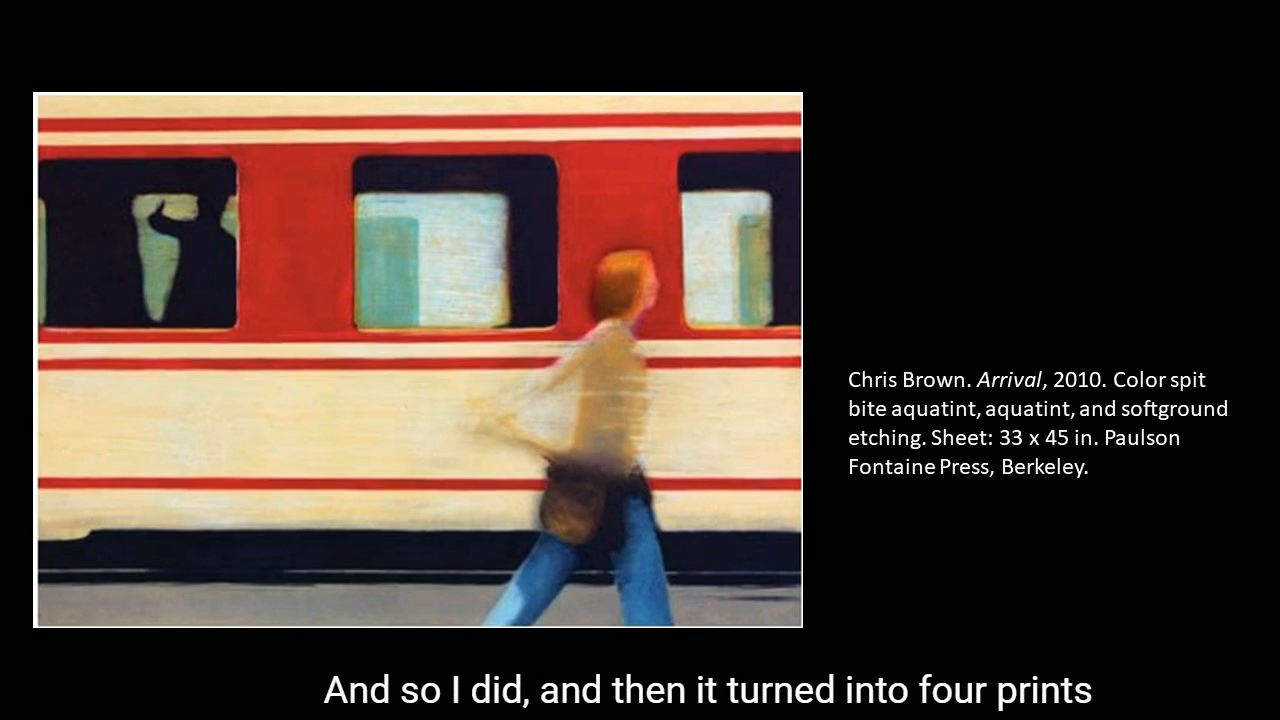 Chris Brown. Arrival, 2010. Color spit
bite aquatint, aquatint, and softground
etching. Sheet: 33 x 45 in. Paulson
Fontaine Press, Berkeley.
And so I did, and then it turned into four prints